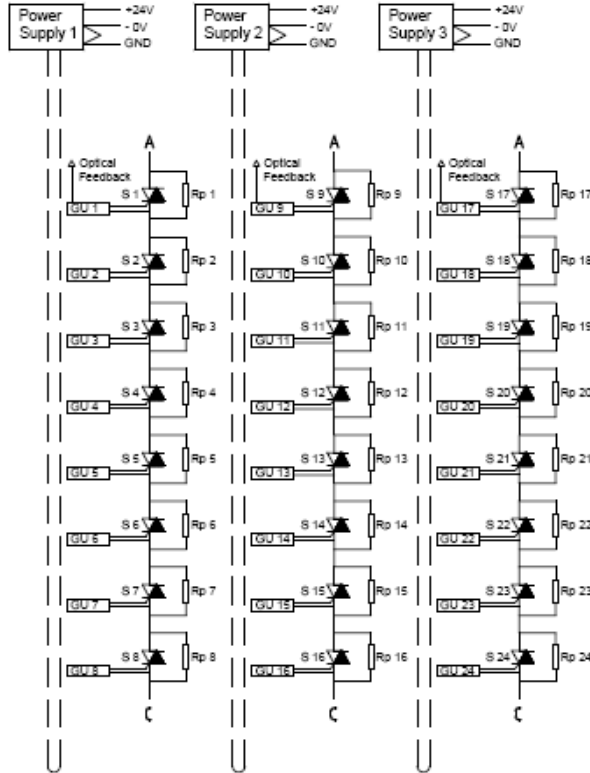 Power Supply 1
+24V
- 0V
GND
Power Supply 2
+24V
- 0V
GND
Power Supply 3
+24V
- 0V
GND
A
A
A
Optical Feedback
Optical Feedback
Optical Feedback
S 1
GU 1
Rp 1
S 9
GU 9
Rp 9
S 17
GU 17
Rp 17
S 2
GU 2
Rp 2
S 10
GU 10
Rp 10
S 18
GU 18
Rp 18
S 3
GU 3
Rp 3
S 11
GU 11
Rp 11
S 19
GU 19
Rp 19
S 4
GU 4
Rp 4
S 12
GU 12
Rp 12
S 20
GU 20
Rp 20
S 5
GU 5
Rp 5
S 13
GU 13
Rp 13
S 21
GU 21
Rp 21
S 6
GU 6
Rp 6
S 14
GU 14
Rp 14
S 22
GU 22
Rp 22
S 7
GU 7
Rp 7
S 15
GU 15
Rp 15
S 23
GU 23
Rp 23
S 8
GU 8
Rp 8
S 16
GU 16
Rp 16
S 24
GU 24
Rp 24
C
C
C